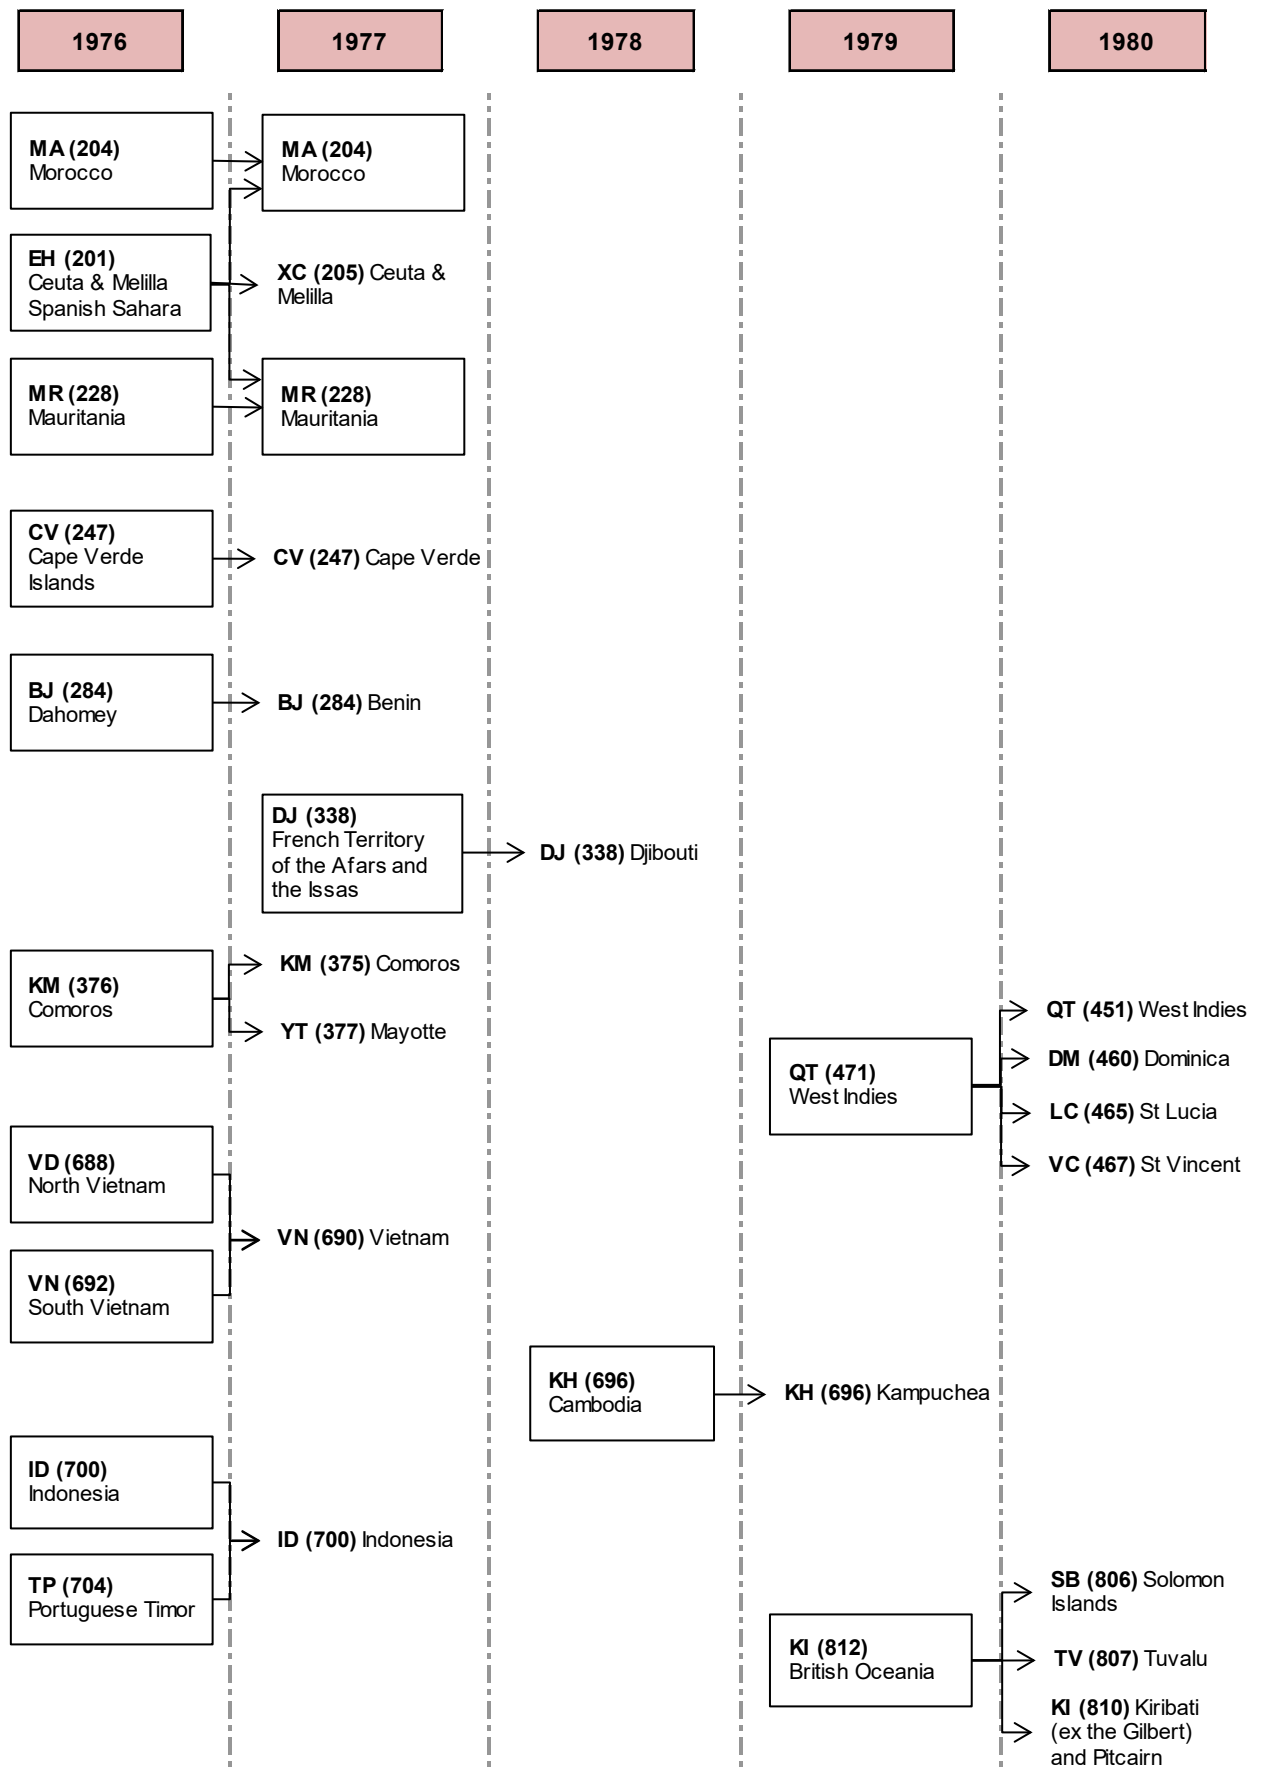 1976
1977
1978
1979
1980
MA (204)
Morocco
MA (204)
Morocco
EH (201)
Ceuta & Melilla
Spanish Sahara
XC (205) Ceuta &
Melilla
MR (228)
Mauritania
MR (228)
Mauritania
CV (247)
Cape Verde
Islands
CV (247) Cape Verde
BJ (284)
Dahomey
BJ (284) Benin
DJ (338)
French Territory
of the Afars and
the Issas
DJ (338) Djibouti
KM (376)
Comoros
KM (375) Comoros
YT (377) Mayotte
QT (471)
West Indies
QT (451) West Indies
DM (460) Dominica
LC (465) St Lucia
VC (467) St Vincent
VD (688)
North Vietnam
VN (692)
South Vietnam
VN (690) Vietnam
KH (696)
Cambodia
KH (696) Kampuchea
ID (700)
Indonesia
TP (704)
Portuguese Timor
ID (700) Indonesia
KI (812)
British Oceania
SB (806) Solomon
Islands
TV (807) Tuvalu
KI (810) Kiribati
(ex the Gilbert)
and Pitcairn